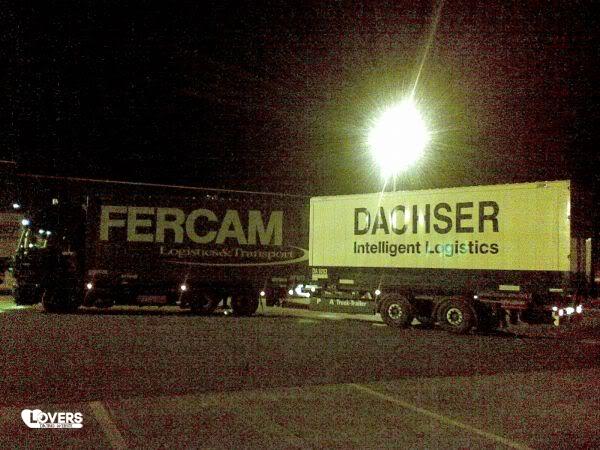 FERCAM
Logistics&Transport
DACHSER
Intelligent Logistics
LOVERS